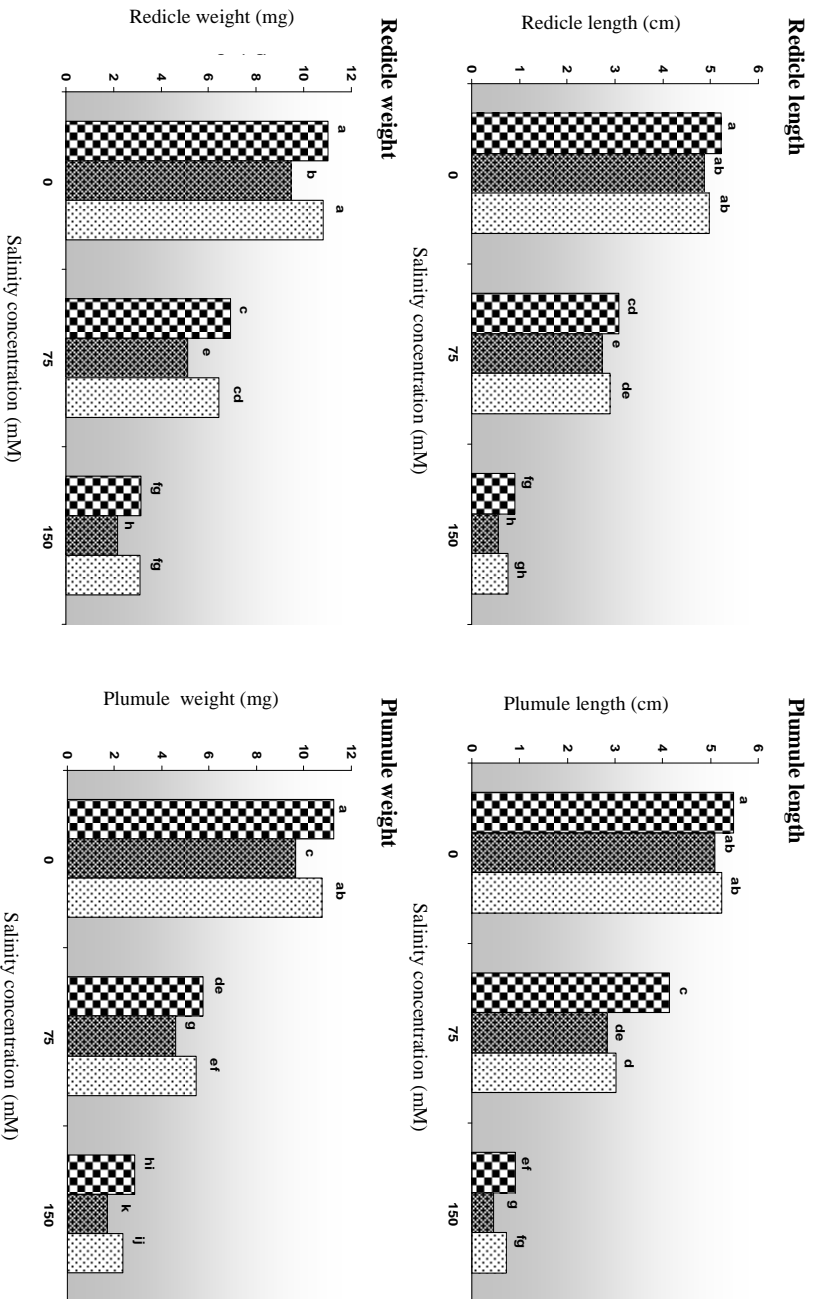 Redicle length
Redicle length (cm)
6
5
4
3
2
1
0
a
ab
ab
cd
e
de
fg
h
gh
0
75
150
Salinity concentration (mM)
Plumule length
Plumule length (cm)
6
5
4
3
2
1
0
a
ab
ab
c
de
d
ef
g
fg
0
75
150
Salinity concentration (mM)
Redicle weight
Redicle weight (mg)
12
10
8
6
4
2
0
a
b
a
c
e
cd
fg
h
fg
0
75
150
Salinity concentration (mM)
Plumule weight
Plumule weight (mg)
12
10
8
6
4
2
0
a
c
ab
de
g
ef
hi
k
ij
0
75
150
Salinity concentration (mM)